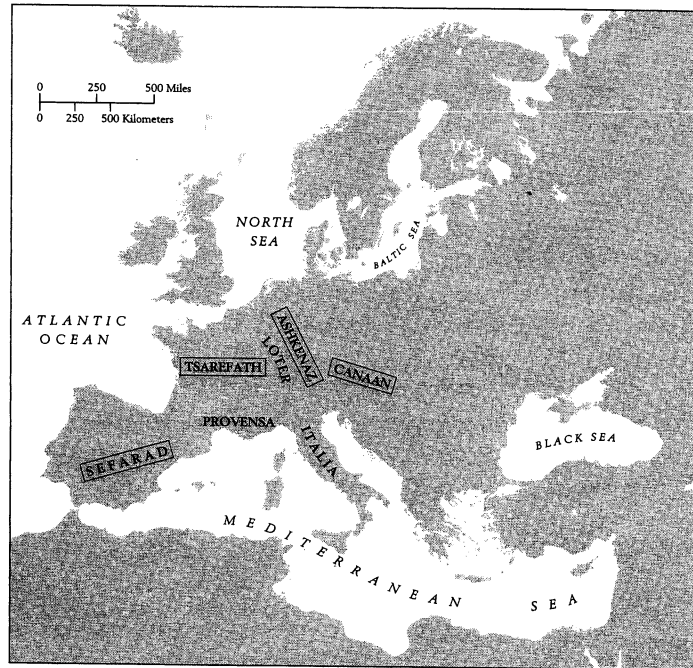 0 250 500 Miles
0 250 500 Kilometers
NORTH
SEA
BALTIC SEA
ATLANTIC
OCEAN
ASHKENAZ
LOTER
TSAREFATH
CANAAN
PROVENSA
ITALIA
SEFARAD
BLACK SEA
MEDITERRANEAN SEA